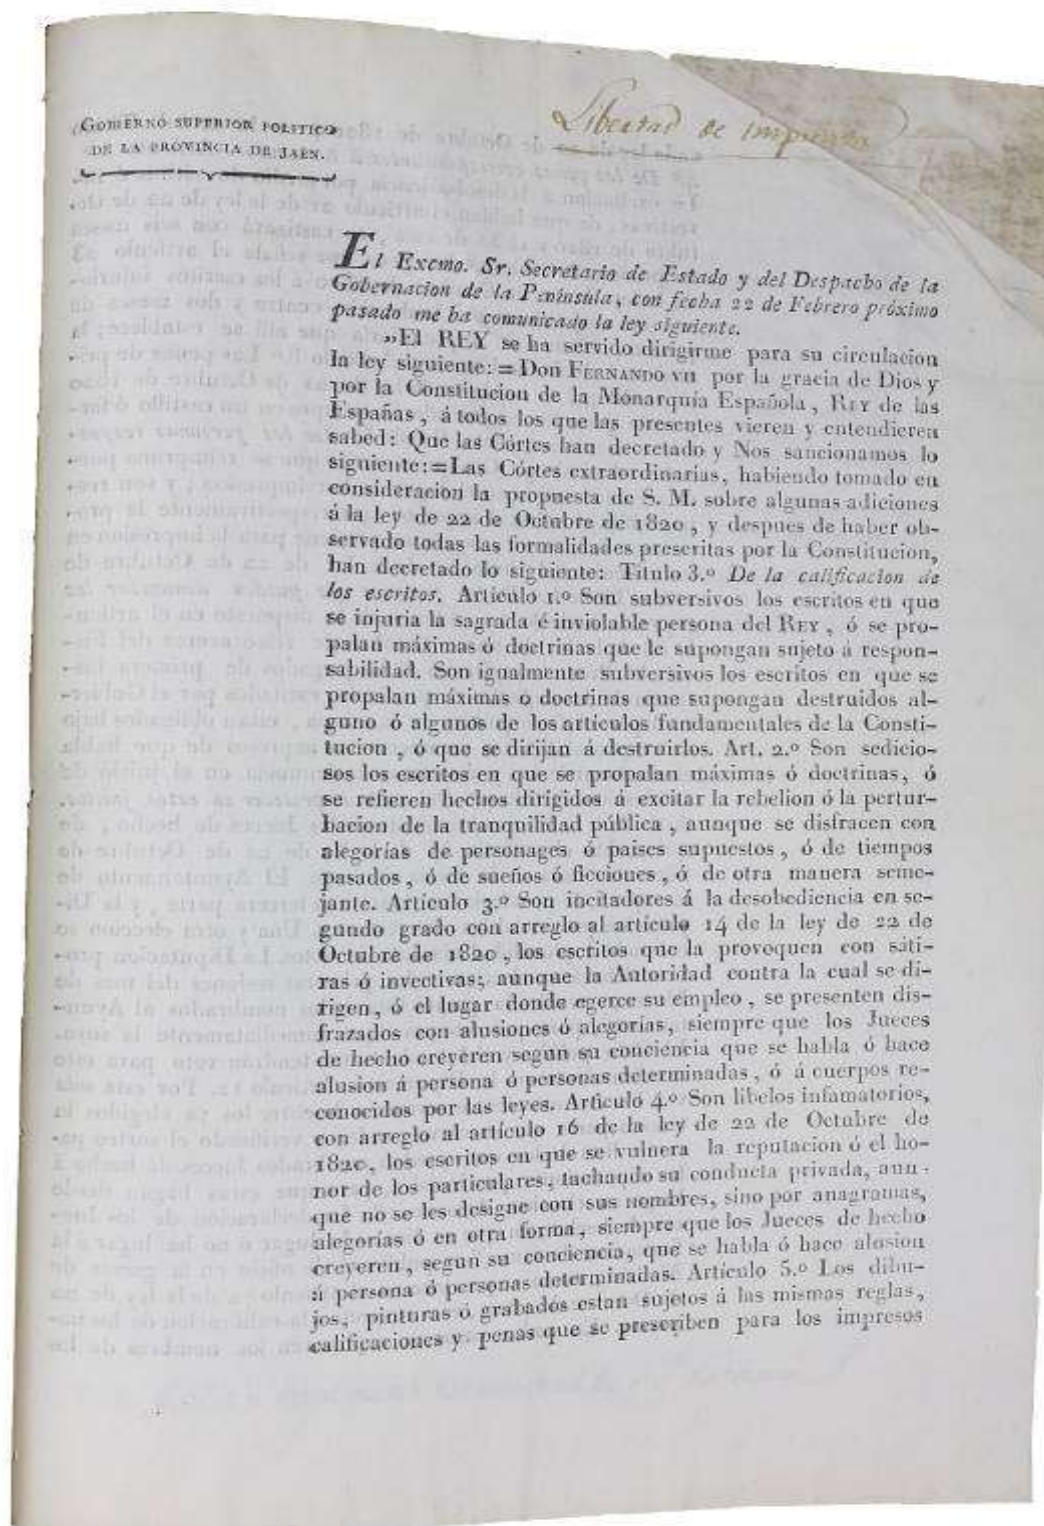 GOBIERNO SUPERIOR POLITICO
DE LA PROVINCIA DE JAEN.
Libertad de imprenta
El Excmo. Sr. Secretario de Estado y del Despacho de la
Gobernacion de la Península, con fecha 22 de Febrero próximo
pasado me ha comunicado la ley siguiente.
„El REY se ha servido dirigirme para su circulacion
la ley siguiente:=Don FERNANDO VII por la gracia de Dios y
por la Constitucion de la Monarquía Española, REY de las
Españas, á todos los que las presentes vieren y entendieren
sabed: Que las Córtes han decretado y Nos sancionamos lo
siguiente:=Las Córtes extraordinarias, habiendo tomado en
consideracion la propuesta de S. M. sobre algunas adiciones
á la ley de 22 de Octubre de 1820, y despues de haber ob-
servado todas las formalidades prescritas por la Constitucion,
han decretado lo siguiente: Titulo 3.º De la calificacion de
los escritos. Artículo 1.º Son subversivos los escritos en que
se injuria la sagrada é inviolable persona del REY, ó se pro-
palan máximas ó doctrinas que le supongan sujeto á respon-
sabilidad. Son igualmente subversivos los escritos en que se
propalan máximas o doctrinas que supongan destruidos al-
guno ó algunos de los artículos fundamentales de la Consti-
tucion, ó que se dirijan á destruirlos. Art. 2.º Son sedicio-
sos los escritos en que se propalan máximas ó doctrinas, ó
se refieren hechos dirigidos á excitar la rebelion ó la pertur-
bacion de la tranquilidad pública, aunque se disfracen con
alegorías de personages ó paises supuestos, ó de tiempos
pasados, ó de sueños ó ficciones, ó de otra manera seme-
jante. Artículo 3.º Son incitadores á la desobediencia en se-
gundo grado con arreglo al artículo 14 de la ley de 22 de
Octubre de 1820, los escritos que la provoquen con sáti-
ras ó invectivas; aunque la Autoridad contra la cual se di-
rigen, ó el lugar donde egerce su empleo, se presenten dis-
frazados con alusiones ó alegorías, siempre que los Jueces
de hecho creyeren segun su conciencia que se habla ó hace
alusion á persona ó personas determinadas, ó á cuerpos re-
conocidos por las leyes. Artículo 4.º Son libelos infamatorios,
con arreglo al artículo 16 de la ley de 22 de Octubre de
1820, los escritos en que se vulnera la reputacion ó el ho-
nor de los particulares, tachando su conducta privada, aun-
que no se les designe con sus nombres, sino por anagramas,
alegorías ó en otra forma, siempre que los Jueces de hecho
creyeren, segun su conciencia, que se habla ó hace alusion
á persona ó personas determinadas. Artículo 5.º Los dibu-
jos, pinturas ó grabados estan sujetos á las mismas reglas,
calificaciones y penas que se prescriben para los impresos